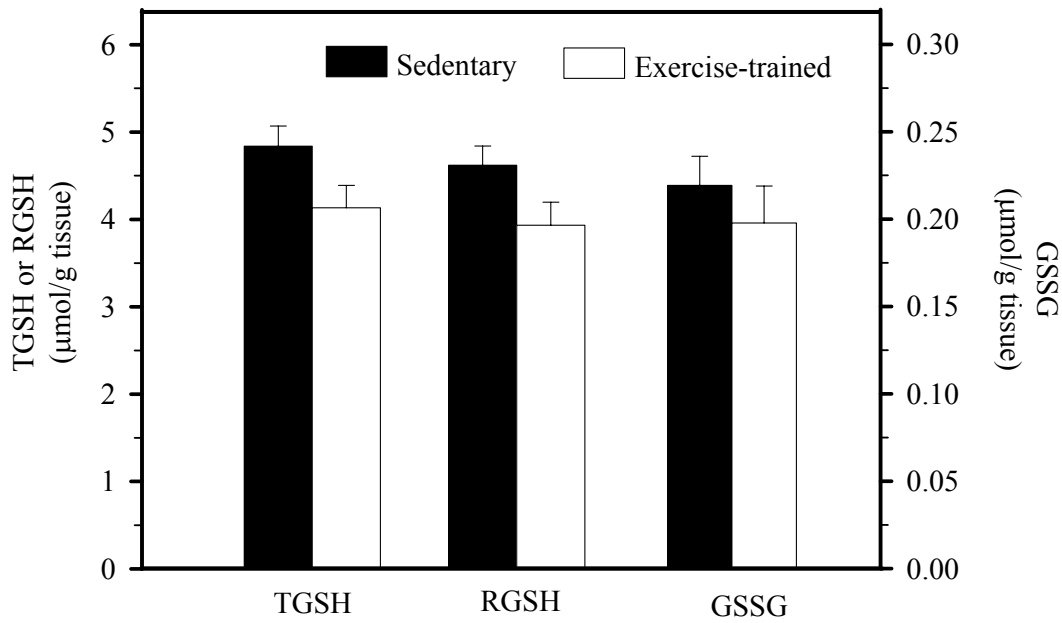 Sedentary
Exercise-trained
TGSH or RGSH
(µmol/g tissue)
6
5
4
3
2
1
0
0.30
0.25
0.20
0.15
0.10
0.05
0.00
GSSG
(µmol/g tissue)
TGSH
RGSH
GSSG